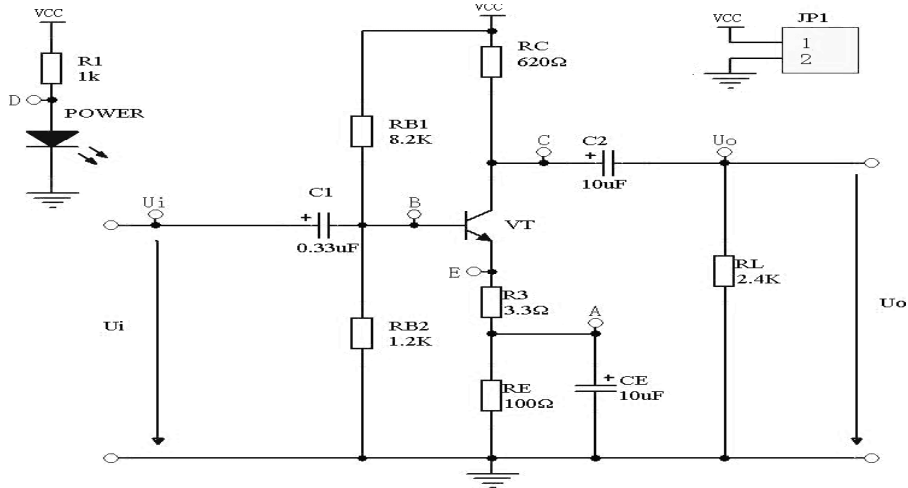 VCC
R1
1k
D
POWER
VCC
RC
620Ω
VCC
JP1
1
2
RB1
8.2K
C
C2
+
10uF
Uo
Ui
C1
+
0.33uF
B
VT
E
R3
3.3Ω
A
RL
2.4K
Ui
Uo
RB2
1.2K
RE
100Ω
+
CE
10uF